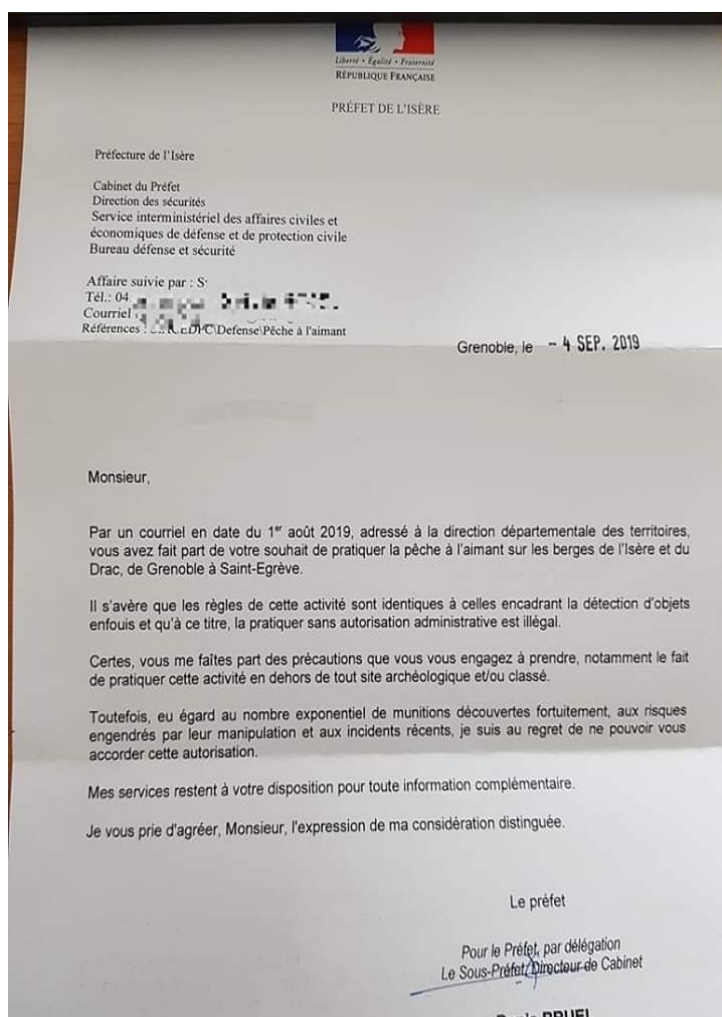 Liberté • Égalité • Fraternité
RÉPUBLIQUE FRANÇAISE
PRÉFET DE L'ISÈRE
Préfecture de l'Isère
Cabinet du Préfet
Direction des sécurités
Service interministériel des affaires civiles et
économiques de défense et de protection civile
Bureau défense et sécurité
Affaire suivie par : S
Tél.: 04
Courriel
Références : Defense\Pêche à l'aimant
Grenoble, le - 4 SEP. 2019
Monsieur,
Par un courriel en date du 1er août 2019, adressé à la direction départementale des territoires,
vous avez fait part de votre souhait de pratiquer la pêche à l'aimant sur les berges de l'Isère et du
Drac, de Grenoble à Saint-Egrève.
Il s'avère que les règles de cette activité sont identiques à celles encadrant la détection d'objets
enfouis et qu'à ce titre, la pratiquer sans autorisation administrative est illégal.
Certes, vous me faîtes part des précautions que vous vous engagez à prendre, notamment le fait
de pratiquer cette activité en dehors de tout site archéologique et/ou classé.
Toutefois, eu égard au nombre exponentiel de munitions découvertes fortuitement, aux risques
engendrés par leur manipulation et aux incidents récents, je suis au regret de ne pouvoir vous
accorder cette autorisation.
Mes services restent à votre disposition pour toute information complémentaire.
Je vous prie d'agréer, Monsieur, l'expression de ma considération distinguée.
Le préfet
Pour le Préfet, par délégation
Le Sous-Préfet, Directeur de Cabinet